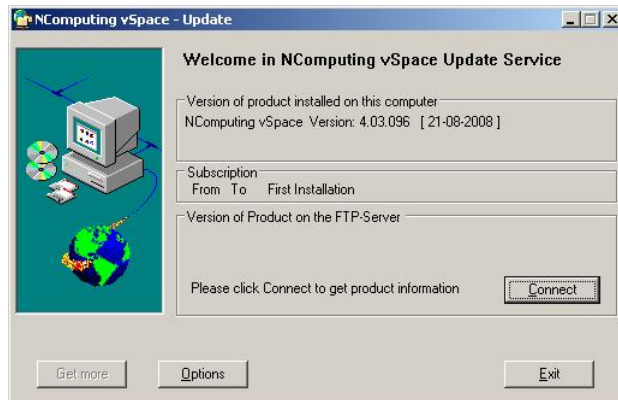 NComputing vSpace - Update
Welcome in NComputing vSpace Update Service
Version of product installed on this computer
NComputing vSpace Version: 4.03.096 [ 21-08-2008 ]
Subscription
From To First Installation
Version of Product on the FTP-Server
Please click Connect to get product information Connect
Get more Options Exit